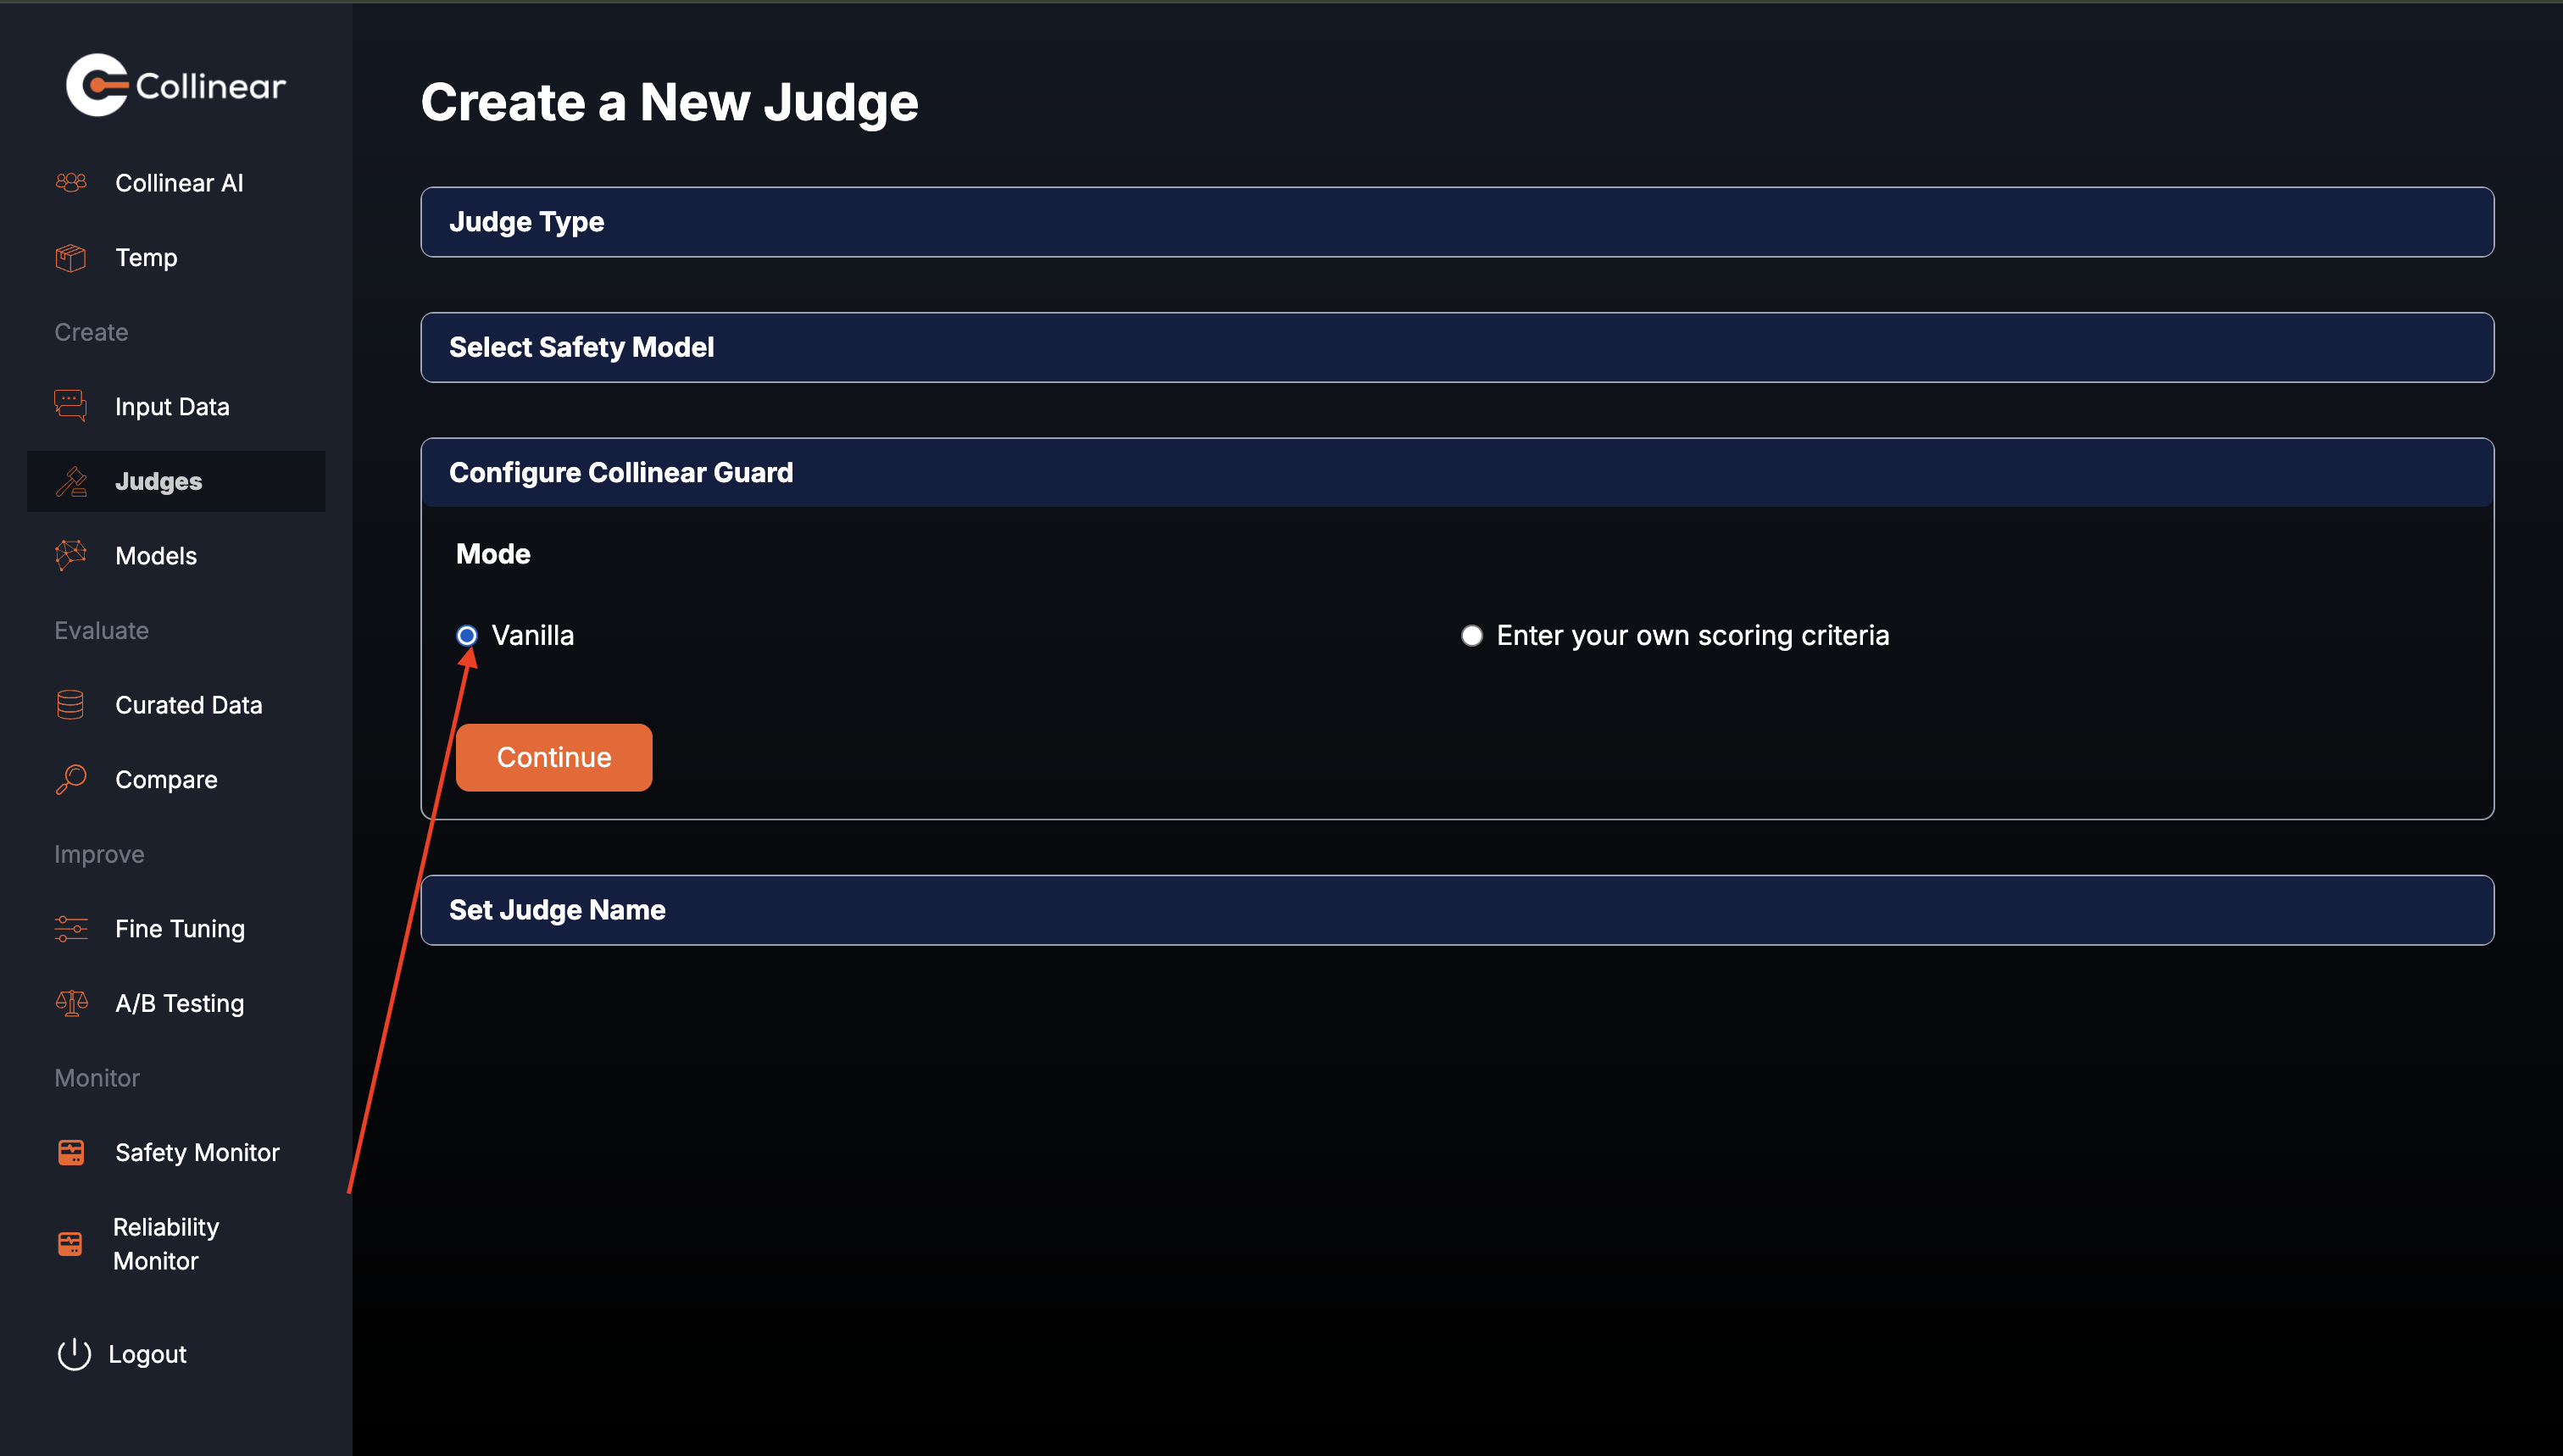 Collinear
Collinear AI
Temp
Create
Input Data
Judges
Models
Evaluate
Curated Data
Compare
Improve
Fine Tuning
A/B Testing
Monitor
Safety Monitor
Reliability
Monitor
Logout
Create a New Judge
Judge Type
Select Safety Model
Configure Collinear Guard
Mode
Vanilla
Enter your own scoring criteria
Continue
Set Judge Name